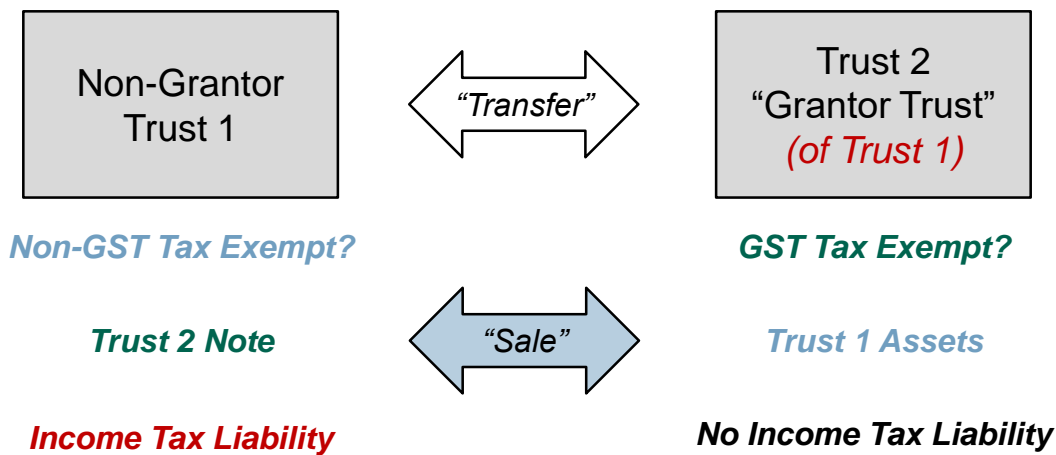 Non-Grantor
Trust 1
“Transfer”
Trust 2
“Grantor Trust”
(of Trust 1)
Non-GST Tax Exempt?
GST Tax Exempt?
Trust 2 Note
“Sale”
Trust 1 Assets
Income Tax Liability
No Income Tax Liability